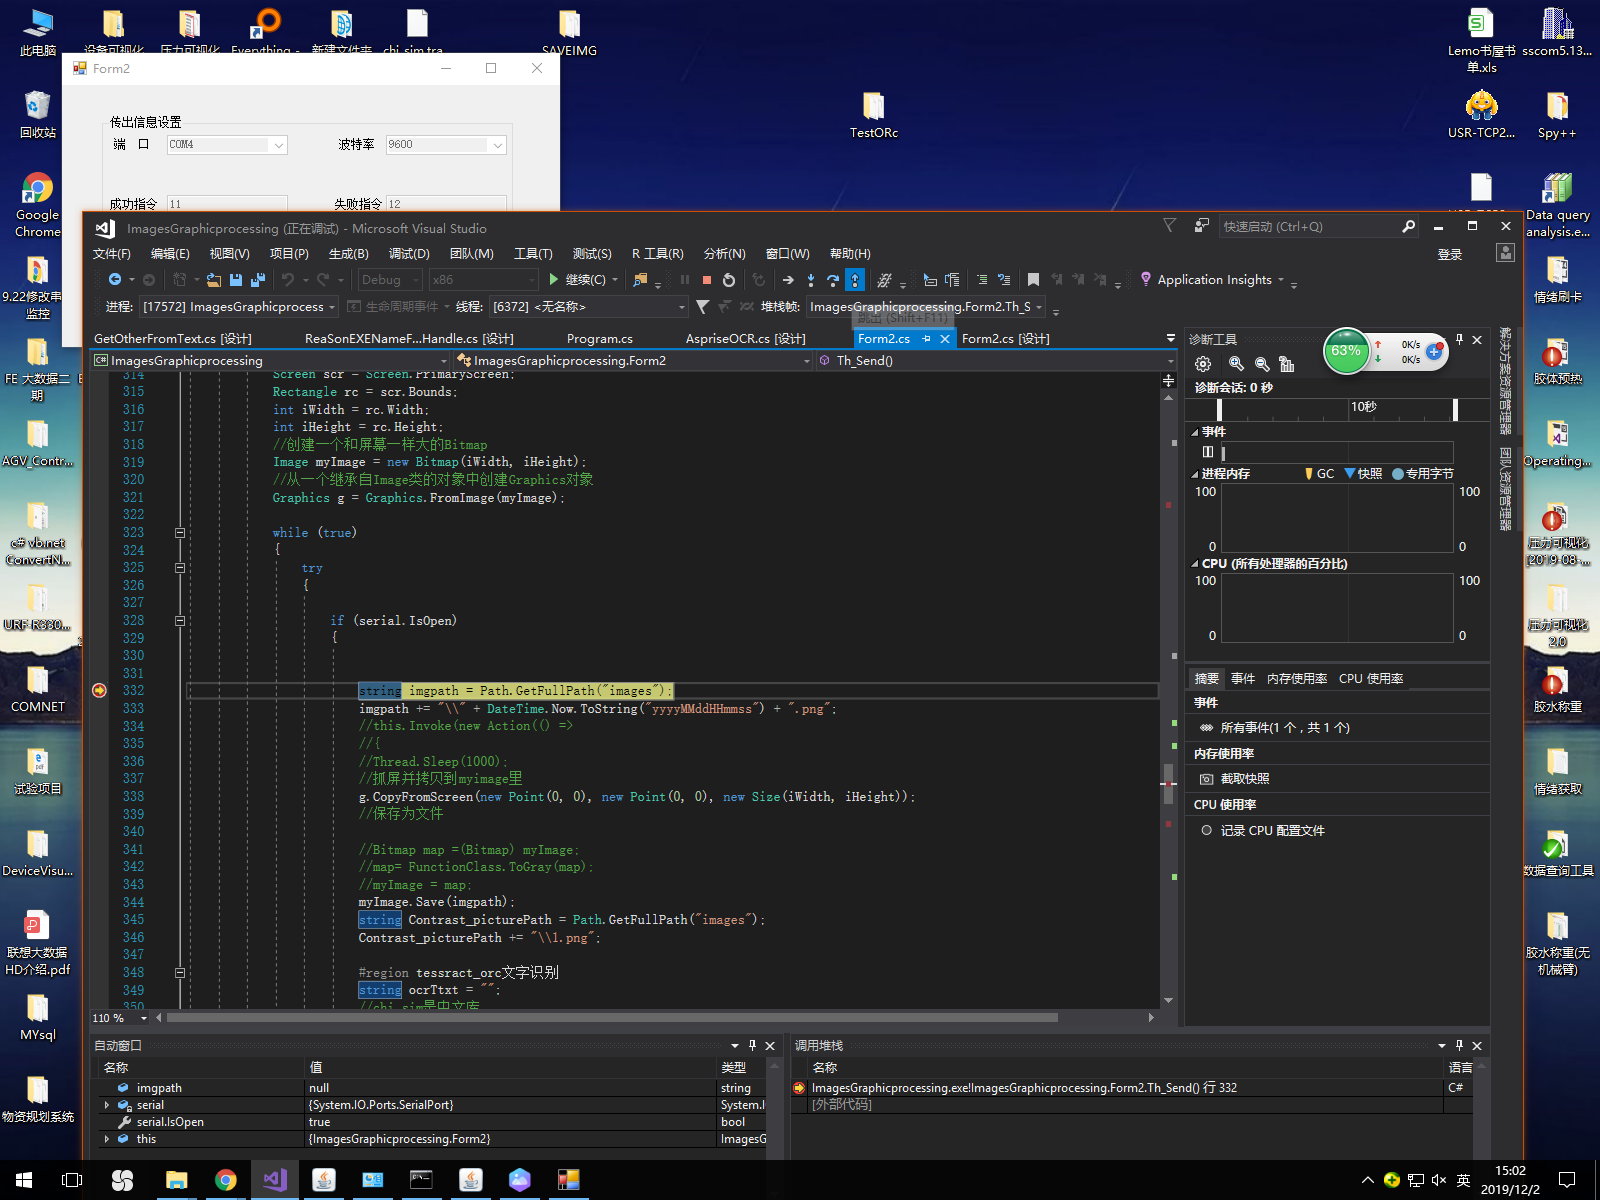 此电脑
设备可视化
压力可视化
Everything -
新建文件夹
chi_sim.tra...
SAVEIMG
Lemo书屋书
单.xls
sscom5.13...
回收站
TestORc
USR-TCP2...
Spy++
Google
Chrome
Data query
analysis.e...
9.22修改串
监控
情绪刷卡
FE 大数据二
期
胶体预热
AGV_Contr...
Operating...
c# vb.net
ConvertN...
压力可视化
[2019-08-...
URF-R330...
压力可视化
2.0
COMNET
胶水称重
试验项目
情绪获取
DeviceVisu...
数据查询工具
联想大数据
HD介绍.pdf
胶水称重(无
机械臂)
MYsql
物资规划系统
Form2
传出信息设置
端 口 COM4 波特率 9600
成功指令 11 失败指令 12
ImagesGraphicprocessing (正在调试) - Microsoft Visual Studio
快速启动 (Ctrl+Q)
文件(F) 编辑(E) 视图(V) 项目(P) 生成(B) 调试(D) 团队(M) 工具(T) 测试(S) R 工具(R) 分析(N) 窗口(W) 帮助(H)
登录
Debug x86 继续(C) Application Insights
进程: [17572] ImagesGraphicprocess 生命周期事件 线程: [6372] <无名称> 堆栈帧: ImagesGraphicprocessing.Form2.Th_S
跳出 (Shift+F11)
GetOtherFromText.cs [设计] ReaSonEXENameF...Handle.cs [设计] Program.cs AspriseOCR.cs [设计] Form2.cs Form2.cs [设计]
ImagesGraphicprocessing ImagesGraphicprocessing.Form2 Th_Send()
314 Screen scr = Screen.PrimaryScreen;
315 Rectangle rc = scr.Bounds;
316 int iWidth = rc.Width;
317 int iHeight = rc.Height;
318 //创建一个和屏幕一样大的Bitmap
319 Image myImage = new Bitmap(iWidth, iHeight);
320 //从一个继承自Image类的对象中创建Graphics对象
321 Graphics g = Graphics.FromImage(myImage);
322
323 while (true)
324 {
325 try
326 {
327
328 if (serial.IsOpen)
329 {
330
331
332 string imgpath = Path.GetFullPath("images");
333 imgpath += "\\" + DateTime.Now.ToString("yyyyMMddHHmmss") + ".png";
334 //this.Invoke(new Action(() =>
335 //{
336 //Thread.Sleep(1000);
337 //抓屏并拷贝到myimage里
338 g.CopyFromScreen(new Point(0, 0), new Point(0, 0), new Size(iWidth, iHeight));
339 //保存为文件
340
341 //Bitmap map =(Bitmap) myImage;
342 //map= FunctionClass.ToGray(map);
343 //myImage = map;
344 myImage.Save(imgpath);
345 string Contrast_picturePath = Path.GetFullPath("images");
346 Contrast_picturePath += "\\1.png";
347
348 #region tessract_orc文字识别
349 string ocrTtxt = "";
350 //chi_sim是中文库
110 %
诊断工具
63%
0K/s
0K/s
诊断会话: 0 秒
10秒
事件
进程内存 GC 快照 专用字节
100 100
0 0
CPU (所有处理器的百分比)
100 100
0 0
摘要 事件 内存使用率 CPU 使用率
事件
所有事件(1 个，共 1 个)
内存使用率
截取快照
CPU 使用率
记录 CPU 配置文件
解决方案资源管理器
团队资源管理器
自动窗口
名称 值 类型
imgpath null string
serial {System.IO.Ports.SerialPort} System.I
serial.IsOpen true bool
this {ImagesGraphicprocessing.Form2} ImagesG
调用堆栈
名称 语言
ImagesGraphicprocessing.exe!ImagesGraphicprocessing.Form2.Th_Send() 行 332 C#
[外部代码]
英
15:02
2019/12/2